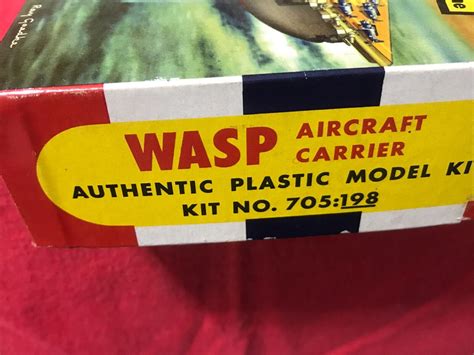 WASP AIRCRAFT CARRIER
AUTHENTIC PLASTIC MODEL KI
KIT NO. 705:198